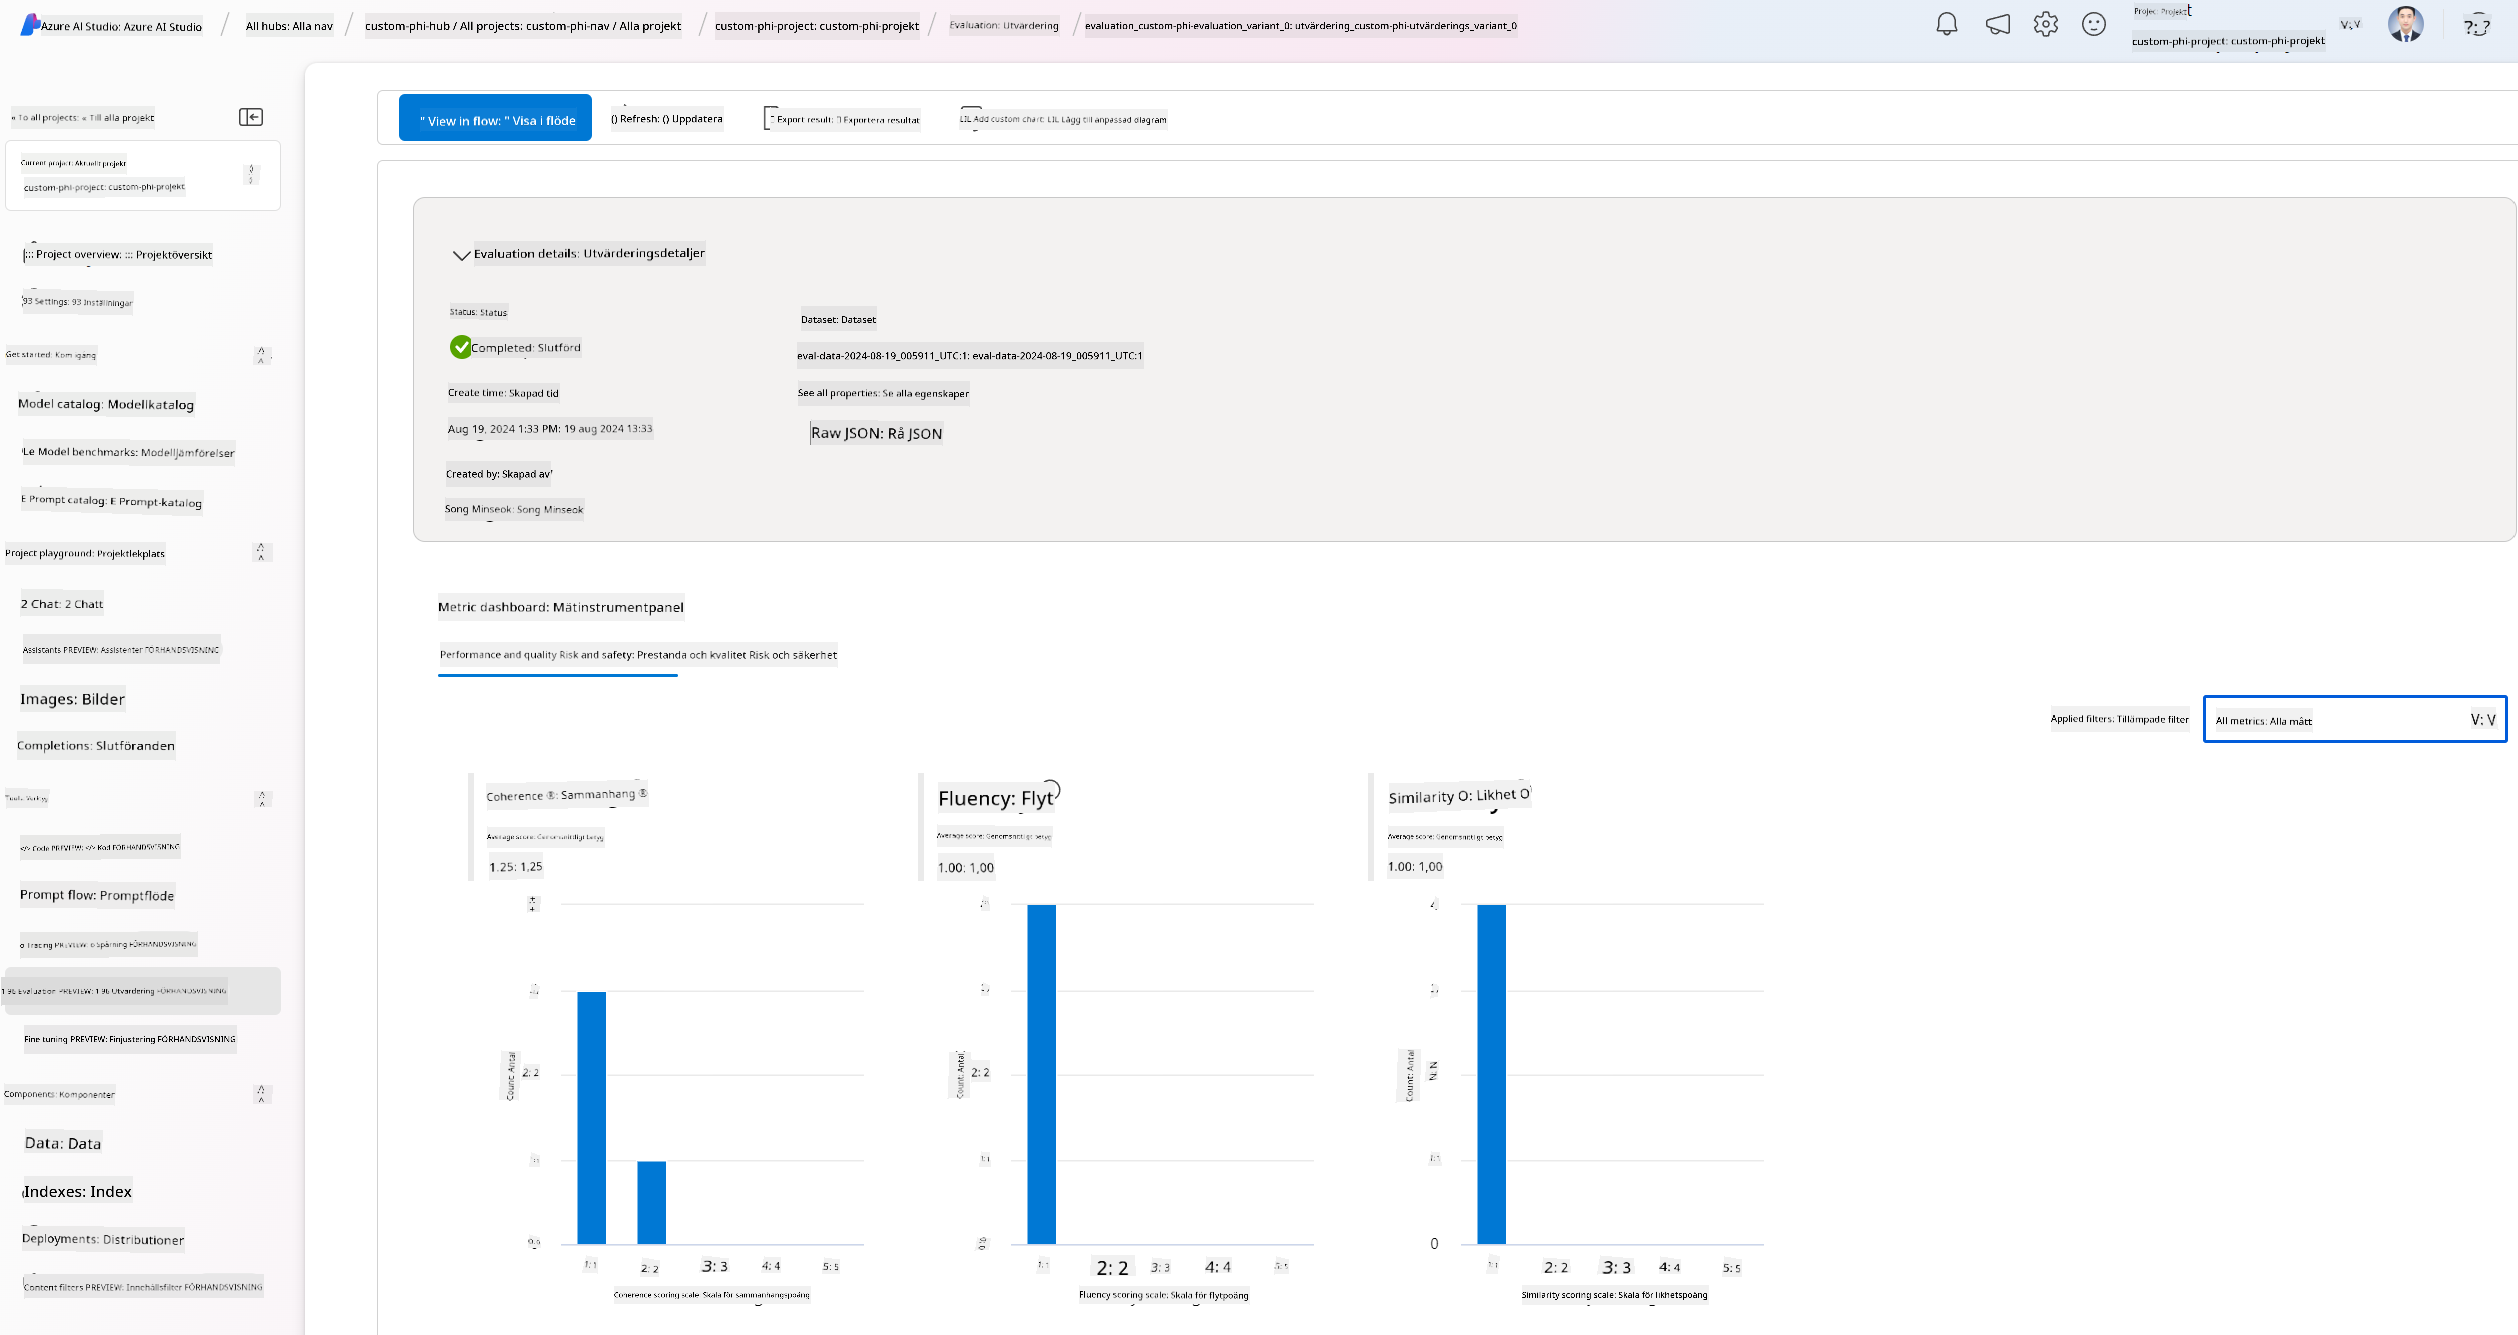 Azure AI Studio: Azure AI Studio / All hubs: Alla nav / custom-phi-hub / All projects: custom-phi-nav / Alla projekt / custom-phi-project: custom-phi-projekt / Evaluation: Utvärdering / evaluation_custom-phi-evaluation_variant_0: utvärdering_custom-phi-utvärderings_variant_0
Projec: Projekt
custom-phi-project: custom-phi-projekt
V: V
?: ?
« To all projects: « Till alla projekt
Current project: Aktuellt projekt
custom-phi-project: custom-phi-projekt
::: Project overview: ::: Projektöversikt
93 Settings: 93 Inställningar
Get started: Kom igång
Model catalog: Modellkatalog
Le Model benchmarks: Modelljämförelser
E Prompt catalog: E Prompt-katalog
Project playground: Projektlekplats
2 Chat: 2 Chatt
Assistants PREVIEW: Assistenter FÖRHANDSVISNING
Images: Bilder
Completions: Slutföranden
Tools: Verktyg
</> Code PREVIEW: </> Kod FÖRHANDSVISNING
Prompt flow: Promptflöde
o Tracing PREVIEW: o Spårning FÖRHANDSVISNING
1 96 Evaluation PREVIEW: 1 96 Utvärdering FÖRHANDSVISNING
Fine tuning PREVIEW: Finjustering FÖRHANDSVISNING
Components: Komponenter
Data: Data
Indexes: Index
Deployments: Distributioner
Content filters PREVIEW: Innehållsfilter FÖRHANDSVISNING
" View in flow: " Visa i flöde
() Refresh: () Uppdatera
Export result: Exportera resultat
LIL Add custom chart: LIL Lägg till anpassad diagram
Evaluation details: Utvärderingsdetaljer
Status: Status
Completed: Slutförd
Create time: Skapad tid
Aug 19, 2024 1:33 PM: 19 aug 2024 13:33
Created by: Skapad av
Song Minseok: Song Minseok
Dataset: Dataset
eval-data-2024-08-19_005911_UTC:1: eval-data-2024-08-19_005911_UTC:1
See all properties: Se alla egenskaper
Raw JSON: Rå JSON
Metric dashboard: Mätinstrumentpanel
Performance and quality Risk and safety: Prestanda och kvalitet Risk och säkerhet
Applied filters: Tillämpade filter
All metrics: Alla mått
V: V
Coherence ®: Sammanhang ®
Average score: Genomsnittligt betyg
1.25: 1,25
Count: Antal
2: 2
1: 1
2: 2
3: 3
4: 4
5: 5
Coherence scoring scale: Skala för sammanhangspoäng
Fluency: Flyt
Average score: Genomsnittligt betyg
1.00: 1,00
Count: Antal
2: 2
1: 1
2: 2
3: 3
4: 4
5: 5
Fluency scoring scale: Skala för flytpoäng
Similarity O: Likhet O
Average score: Genomsnittligt betyg
1.00: 1,00
Count: Antal
N: N
0
2: 2
3: 3
4: 4
5: 5
Similarity scoring scale: Skala för likhetspoäng